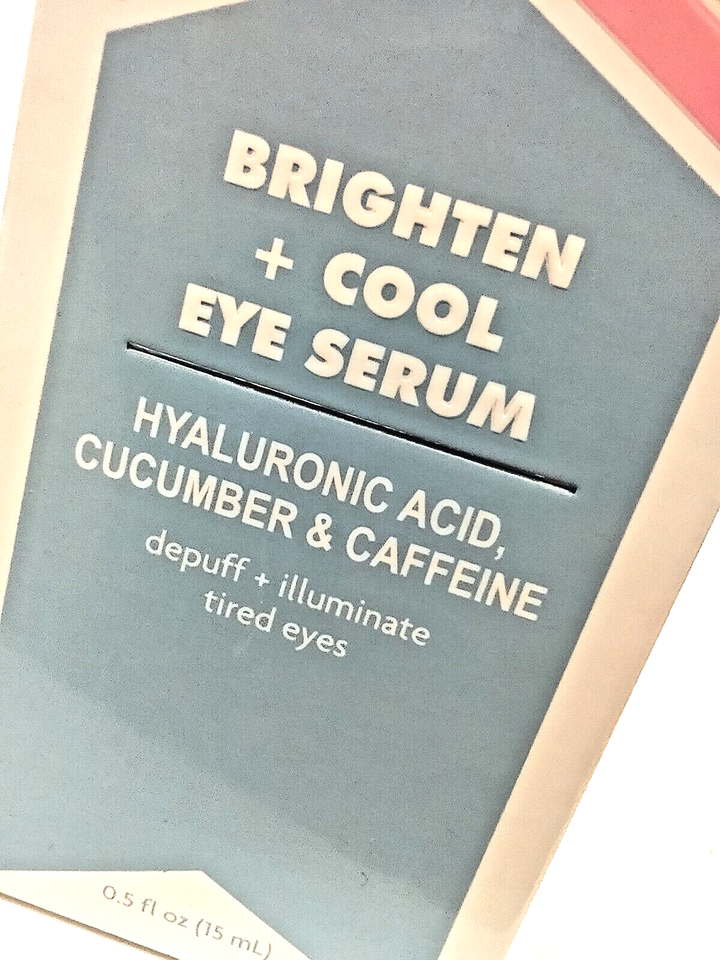 BRIGHTEN
+ COOL
EYE SERUM
HYALURONIC ACID,
CUCUMBER & CAFFEINE
depuff + illuminate
tired eyes
0.5 fl oz (15 mL)